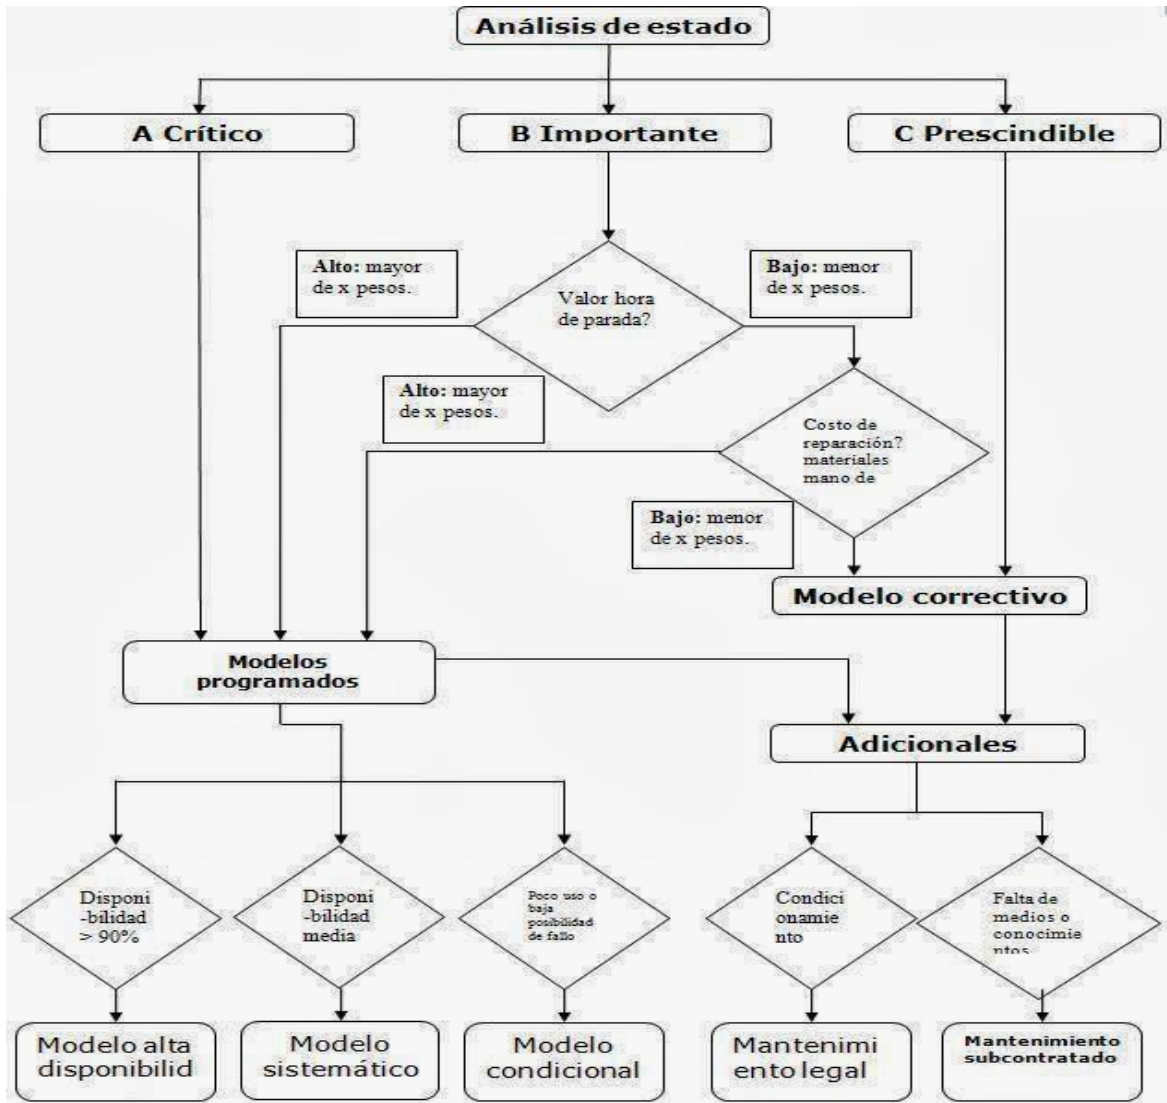 Análisis de estado
A Crítico
B Importante
C Prescindible
Alto: mayor
de x pesos.
Valor hora
de parada?
Bajo: menor
de x pesos.
Alto: mayor
de x pesos.
Costo de
reparación?
materiales
mano de
Bajo: menor
de x pesos.
Modelo correctivo
Modelos
programados
Adicionales
Disponi
-bilidad
> 90%
Disponi
-bilidad
media
Poco uso o
baja
posibilidad
de fallo
Condici
onamie
nto
Falta de
medios o
conocimie
ntos
Modelo alta
disponibilid
Modelo
sistemático
Modelo
condicional
Mantenimi
ento legal
Mantenimiento
subcontratado